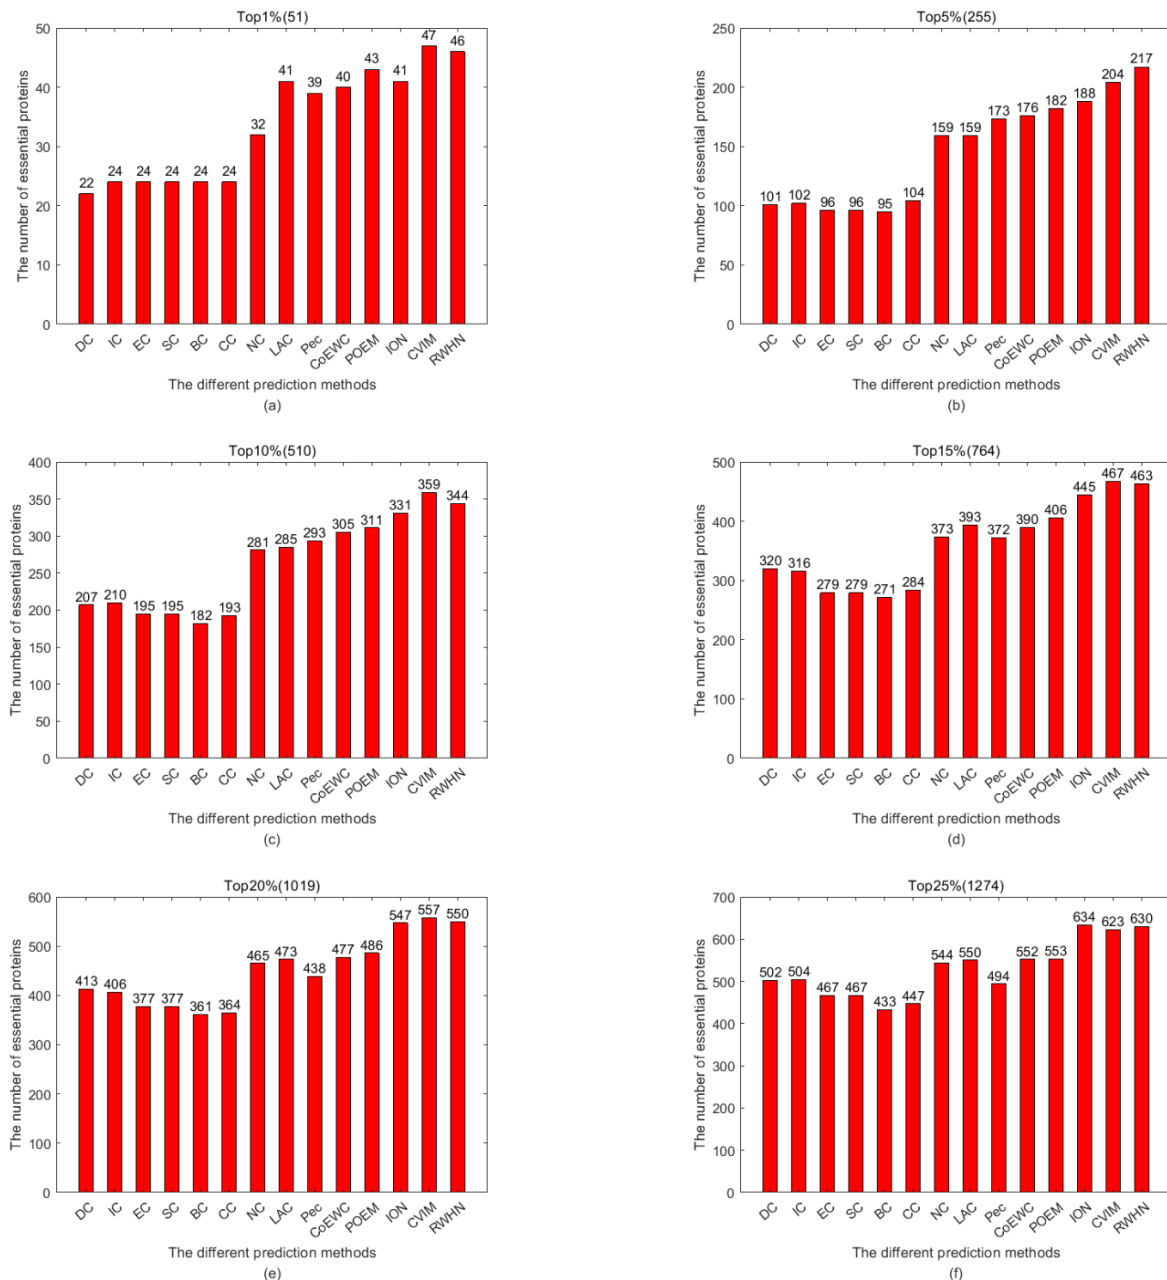 Top1%(51)
The number of essential proteins
50
40
30
20
10
0
22 24 24 24 24 24 32 41 39 40 43 41 47 46
DC IC EC SC BC CC NC LAC Pec CoEWC POEM ION CVIM RWHN
The different prediction methods
(a)
Top5%(255)
The number of essential proteins
250
200
150
100
50
0
101 102 96 96 95 104 159 159 173 176 182 188 204 217
DC IC EC SC BC CC NC LAC Pec CoEWC POEM ION CVIM RWHN
The different prediction methods
(b)
Top10%(510)
The number of essential proteins
400
350
300
250
200
150
100
50
0
207 210 195 195 182 193 281 285 293 305 311 331 359 344
DC IC EC SC BC CC NC LAC Pec CoEWC POEM ION CVIM RWHN
The different prediction methods
(c)
Top15%(764)
The number of essential proteins
500
400
300
200
100
0
320 316 279 279 271 284 373 393 372 390 406 445 467 463
DC IC EC SC BC CC NC LAC Pec CoEWC POEM ION CVIM RWHN
The different prediction methods
(d)
Top20%(1019)
The number of essential proteins
600
500
400
300
200
100
0
413 406 377 377 361 364 465 473 438 477 486 547 557 550
DC IC EC SC BC CC NC LAC Pec CoEWC POEM ION CVIM RWHN
The different prediction methods
(e)
Top25%(1274)
The number of essential proteins
700
600
500
400
300
200
100
0
502 504 467 467 433 447 544 550 494 552 553 634 623 630
DC IC EC SC BC CC NC LAC Pec CoEWC POEM ION CVIM RWHN
The different prediction methods
(f)